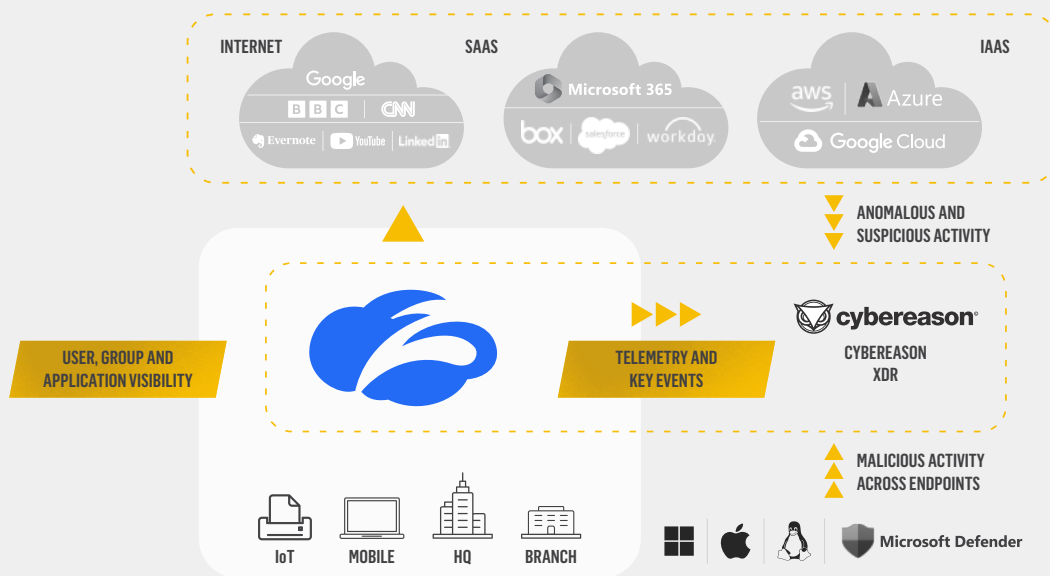 INTERNET
SAAS
IAAS
Google
BBC
CNN
Evernote
YouTube
Linked in
Microsoft 365
box
salesforce
workday.
aws
Azure
Google Cloud
ANOMALOUS AND
SUSPICIOUS ACTIVITY
USER, GROUP AND
APPLICATION VISIBILITY
TELEMETRY AND
KEY EVENTS
cybereason®
CYBEREASON
XDR
MALICIOUS ACTIVITY
ACROSS ENDPOINTS
IoT
MOBILE
HQ
BRANCH
Microsoft Defender